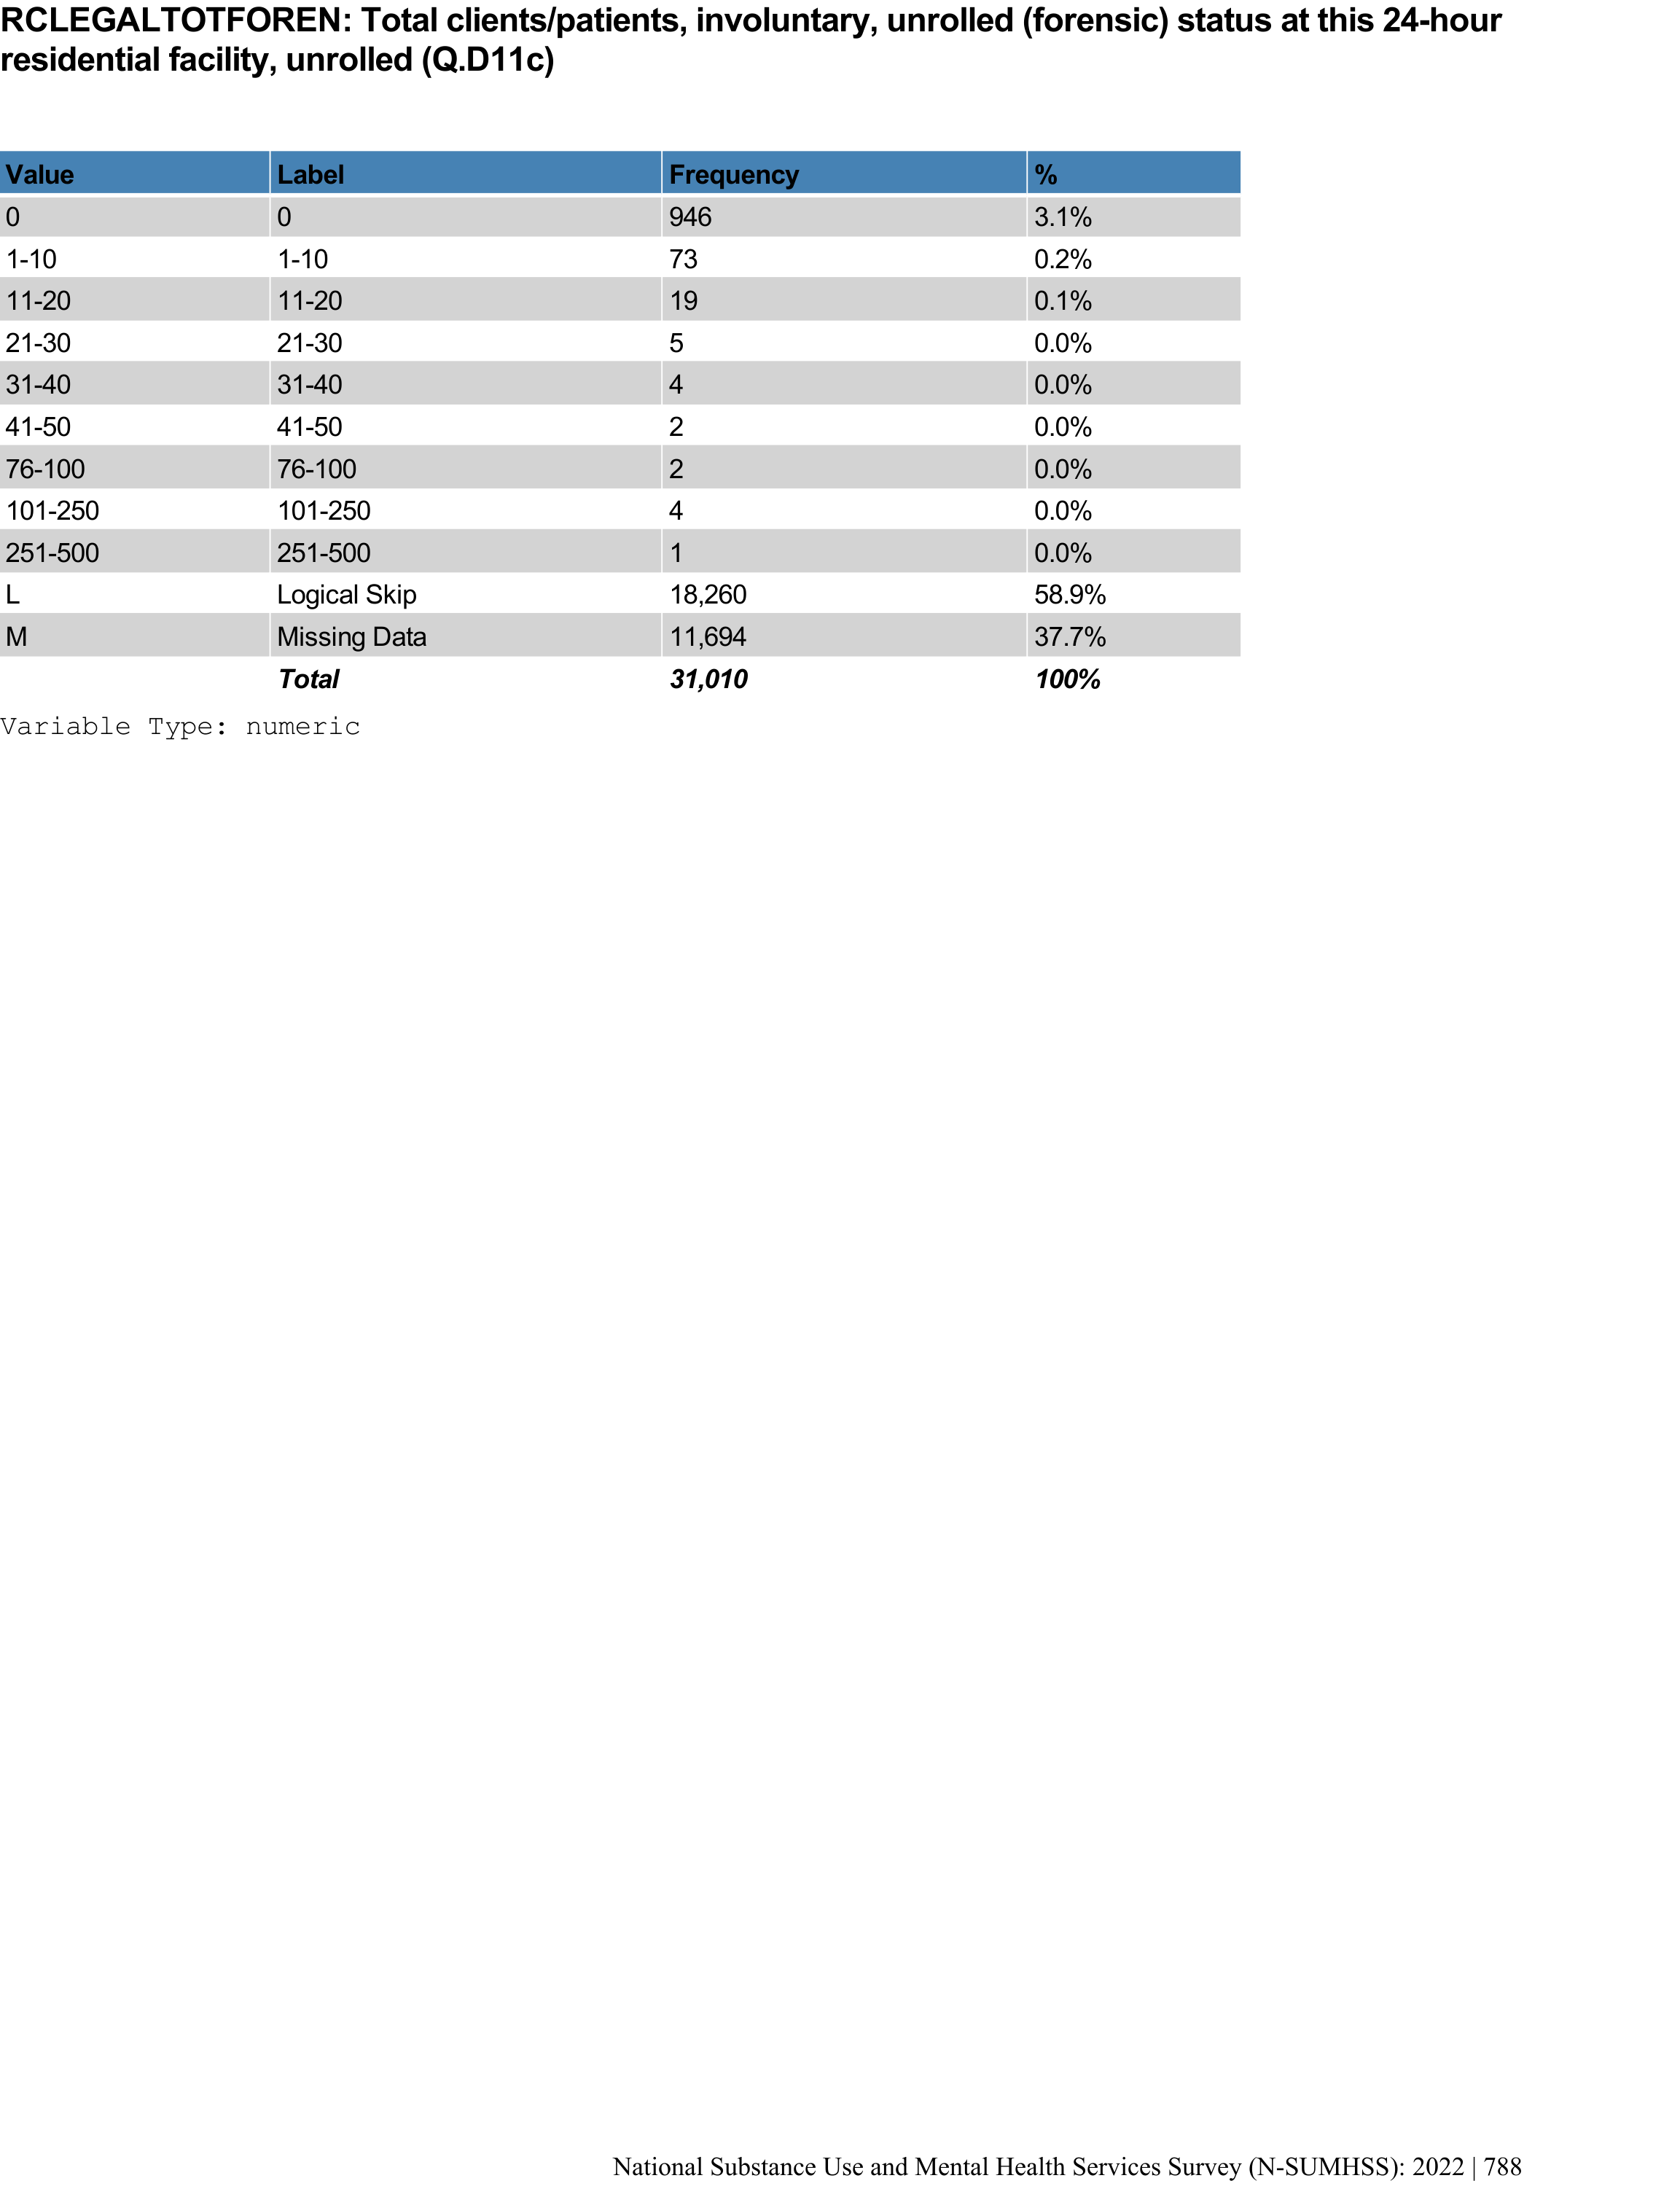 RCLEGALTOTFOREN: Total clients/patients, involuntary, unrolled (forensic) status at this 24-hour
residential facility, unrolled (Q.D11c)
Value Label Frequency %
0 0 946 3.1%
1-10 1-10 73 0.2%
11-20 11-20 19 0.1%
21-30 21-30 5 0.0%
31-40 31-40 4 0.0%
41-50 41-50 2 0.0%
76-100 76-100 2 0.0%
101-250 101-250 4 0.0%
251-500 251-500 1 0.0%
L Logical Skip 18,260 58.9%
M Missing Data 11,694 37.7%
Total 31,010 100%
Variable Type: numeric
National Substance Use and Mental Health Services Survey (N-SUMHSS): 2022 | 788